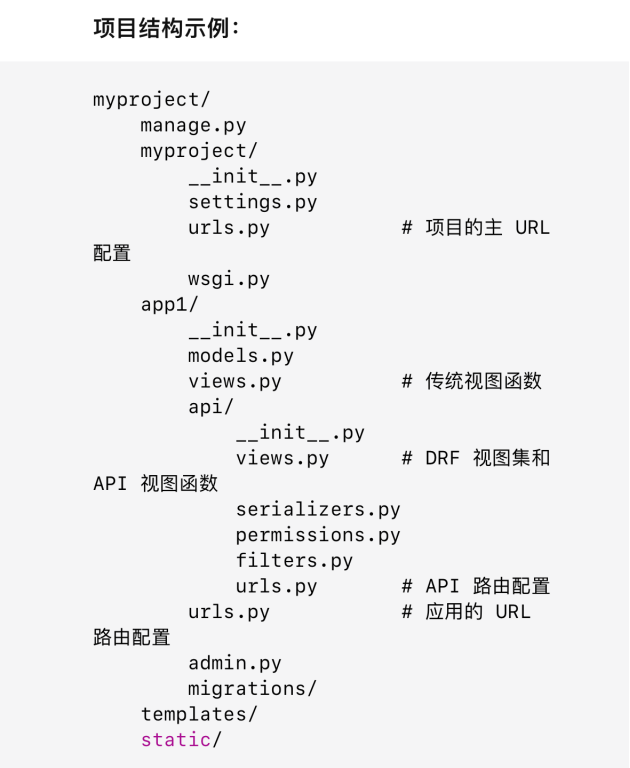 项目结构示例：
myproject/
    manage.py
    myproject/
        __init__.py
        settings.py
        urls.py           # 项目的主 URL
配置
        wsgi.py
    app1/
        __init__.py
        models.py
        views.py          # 传统视图函数
        api/
            __init__.py
            views.py      # DRF 视图集和
API 视图函数
            serializers.py
            permissions.py
            filters.py
            urls.py       # API 路由配置
        urls.py           # 应用的 URL
路由配置
        admin.py
        migrations/
    templates/
    static/